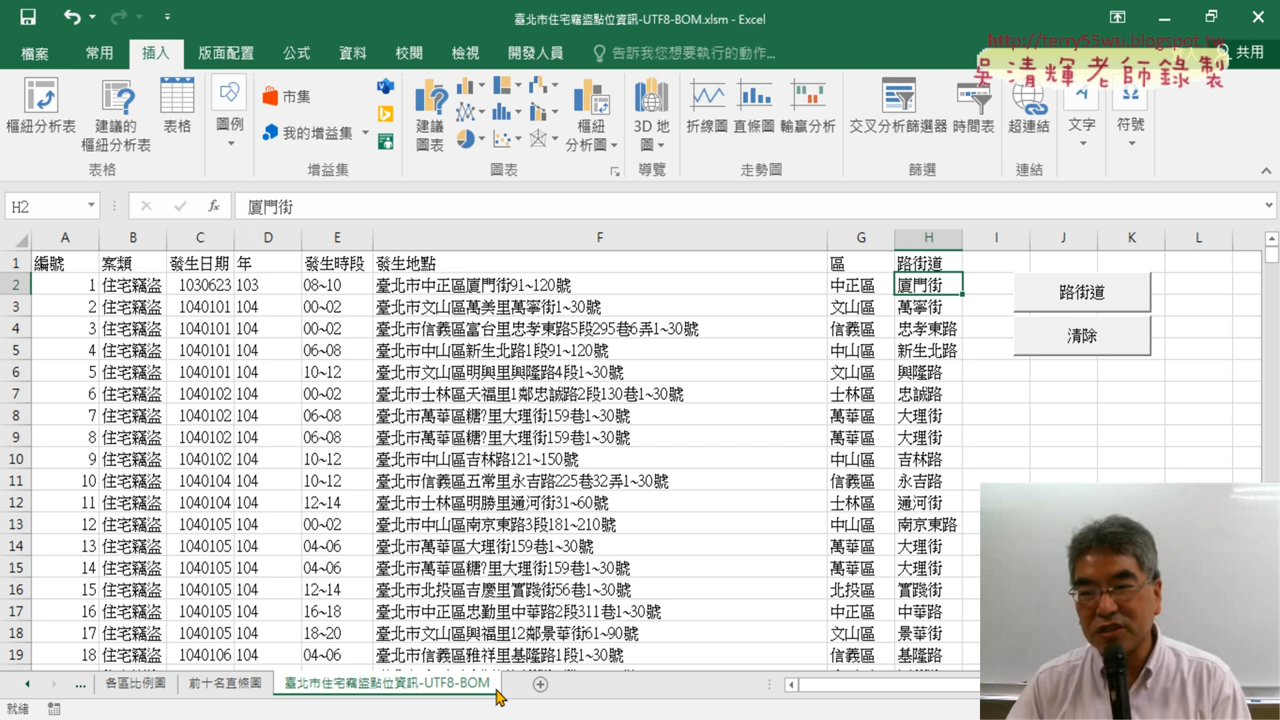 臺北市住宅竊盜點位資訊-UTF8-BOM.xlsm - Excel
http://terry55wu.blogspot.tw
吳清輝老師錄製
檔案 常用 插入 版面配置 公式 資料 校閱 檢視 開發人員 告訴我您想要執行的動作... 共用
樞紐分析表 建議的樞紐分析表 表格 圖例 市集 我的增益集 建議圖表 樞紐分析圖 3D 地圖 折線圖 直條圖 輸贏分析 交叉分析篩選器 時間表 超連結 文字 符號
表格 增益集 圖表 導覽 走勢圖 篩選 連結
H2 fx 廈門街
A B C D E F G H I J K L
1 編號 案類 發生日期 年 發生時段 發生地點 區 路街道
2 1 住宅竊盜 1030623 103 08~10 臺北市中正區廈門街91~120號 中正區 廈門街
路街道
3 2 住宅竊盜 1040101 104 00~02 臺北市文山區萬美里萬寧街1~30號 文山區 萬寧街
4 3 住宅竊盜 1040101 104 00~02 臺北市信義區富台里忠孝東路5段295巷6弄1~30號 信義區 忠孝東路
清除
5 4 住宅竊盜 1040101 104 06~08 臺北市中山區新生北路1段91~120號 中山區 新生北路
6 5 住宅竊盜 1040101 104 10~12 臺北市文山區明興里興隆路4段1~30號 文山區 興隆路
7 6 住宅竊盜 1040102 104 00~02 臺北市士林區天福里1鄰忠誠路2段130巷1~30號 士林區 忠誠路
8 7 住宅竊盜 1040102 104 06~08 臺北市萬華區糖?里大理街159巷1~30號 萬華區 大理街
9 8 住宅竊盜 1040102 104 06~08 臺北市萬華區糖?里大理街159巷1~30號 萬華區 大理街
10 9 住宅竊盜 1040102 104 10~12 臺北市中山區吉林路121~150號 中山區 吉林路
11 10 住宅竊盜 1040104 104 10~12 臺北市信義區五常里永吉路225巷32弄1~30號 信義區 永吉路
12 11 住宅竊盜 1040104 104 12~14 臺北市士林區明勝里通河街31~60號 士林區 通河街
13 12 住宅竊盜 1040105 104 00~02 臺北市中山區南京東路3段181~210號 中山區 南京東路
14 13 住宅竊盜 1040105 104 04~06 臺北市萬華區大理街159巷1~30號 萬華區 大理街
15 14 住宅竊盜 1040105 104 04~06 臺北市萬華區糖?里大理街159巷1~30號 萬華區 大理街
16 15 住宅竊盜 1040105 104 12~14 臺北市北投區吉慶里實踐街56巷1~30號 北投區 實踐街
17 16 住宅竊盜 1040105 104 16~18 臺北市中正區忠勤里中華路2段311巷1~30號 中正區 中華路
18 17 住宅竊盜 1040105 104 18~20 臺北市文山區興福里12鄰景華街61~90號 文山區 景華街
19 18 住宅竊盜 1040106 104 04~06 臺北市信義區雅祥里基隆路1段1~30號 信義區 基隆路
... 各區比例圖 前十名直條圖 臺北市住宅竊盜點位資訊-UTF8-BOM
就緒